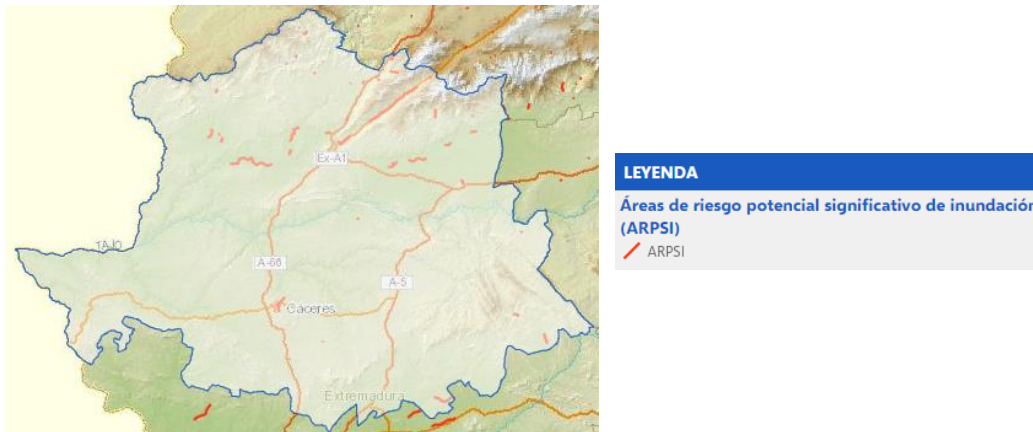 Ex-A1
TAJO
A-66
A-5
Cáceres
Extremadura
LEYENDA
Áreas de riesgo potencial significativo de inundación
(ARPSI)
ARPSI